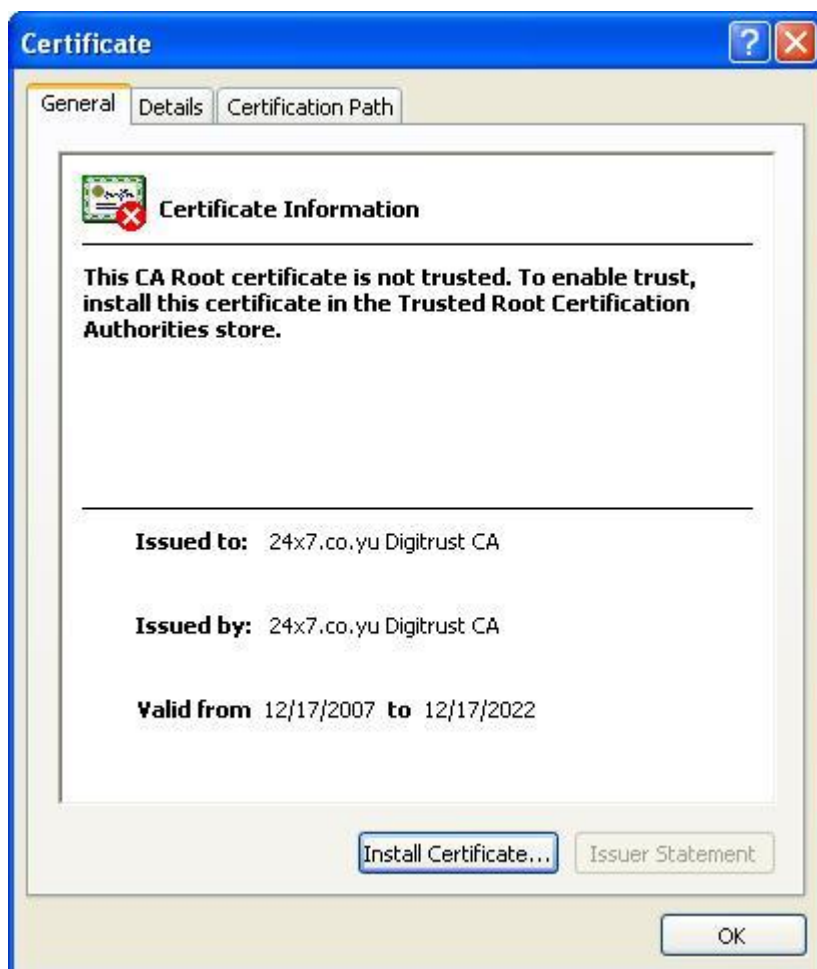 Certificate
General Details Certification Path
Certificate Information
This CA Root certificate is not trusted. To enable trust,
install this certificate in the Trusted Root Certification
Authorities store.
Issued to: 24x7.co.yu Digitrust CA
Issued by: 24x7.co.yu Digitrust CA
Valid from 12/17/2007 to 12/17/2022
Install Certificate... Issuer Statement
OK